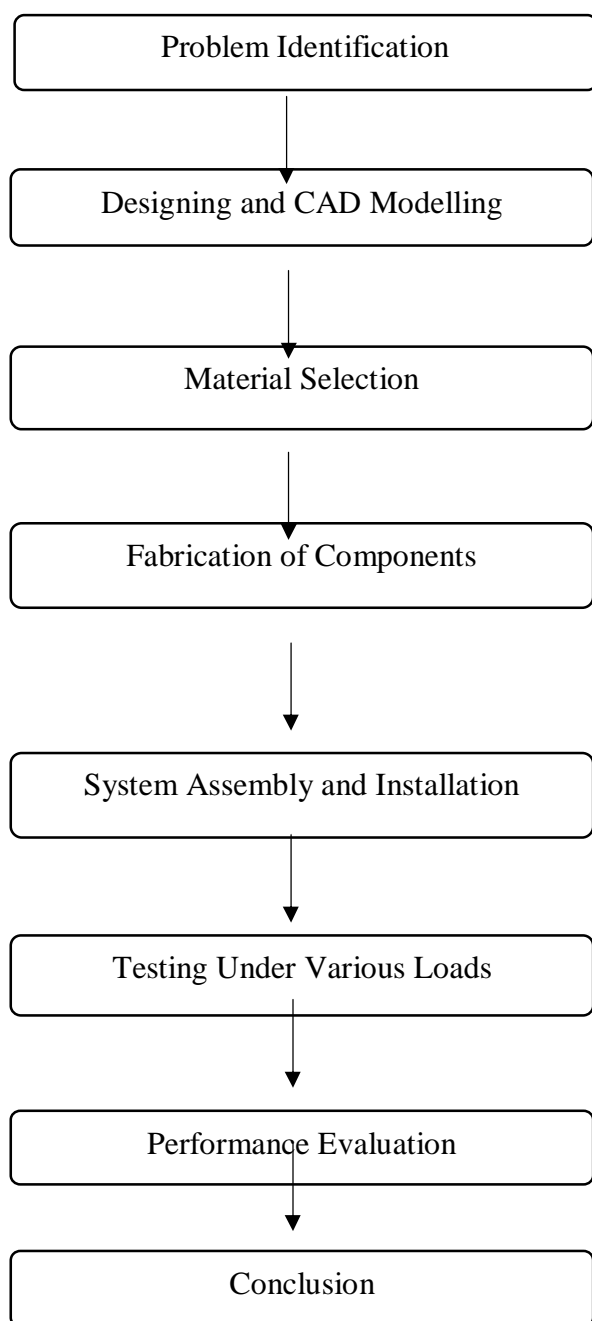 Problem Identification
Designing and CAD Modelling
Material Selection
Fabrication of Components
System Assembly and Installation
Testing Under Various Loads
Performance Evaluation
Conclusion